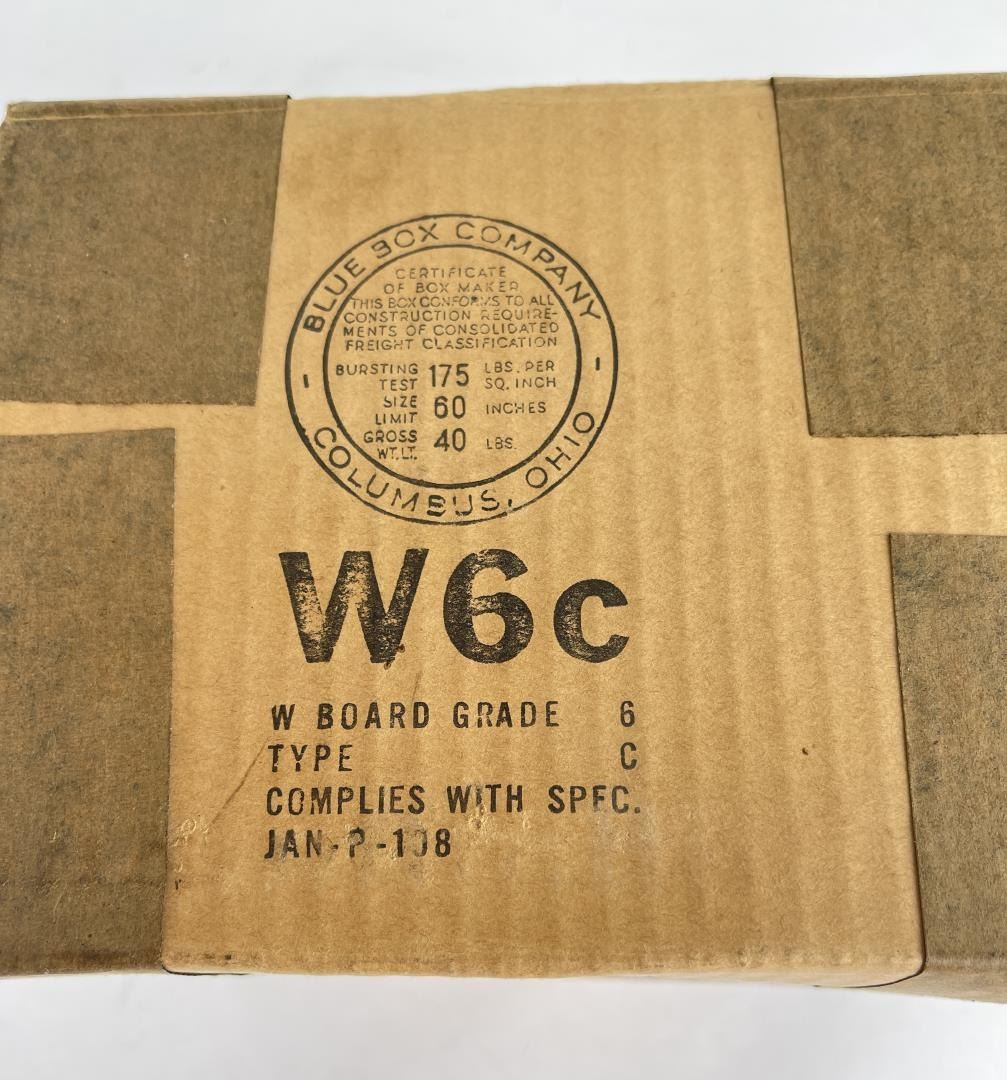 BLUE BOX COMPANY
CERTIFICATE
OF BOX MAKER
THIS BOX CONFORMS TO ALL
CONSTRUCTION REQUIRE-
MENTS OF CONSOLIDATED
FREIGHT CLASSIFICATION
BURSTING TEST 175 LBS. PER SQ. INCH
SIZE LIMIT 60 INCHES
GROSS WT. LT. 40 LBS.
COLUMBUS, OHIO
W6c
W BOARD GRADE 6
TYPE C
COMPLIES WITH SPEC.
JAN-P-108